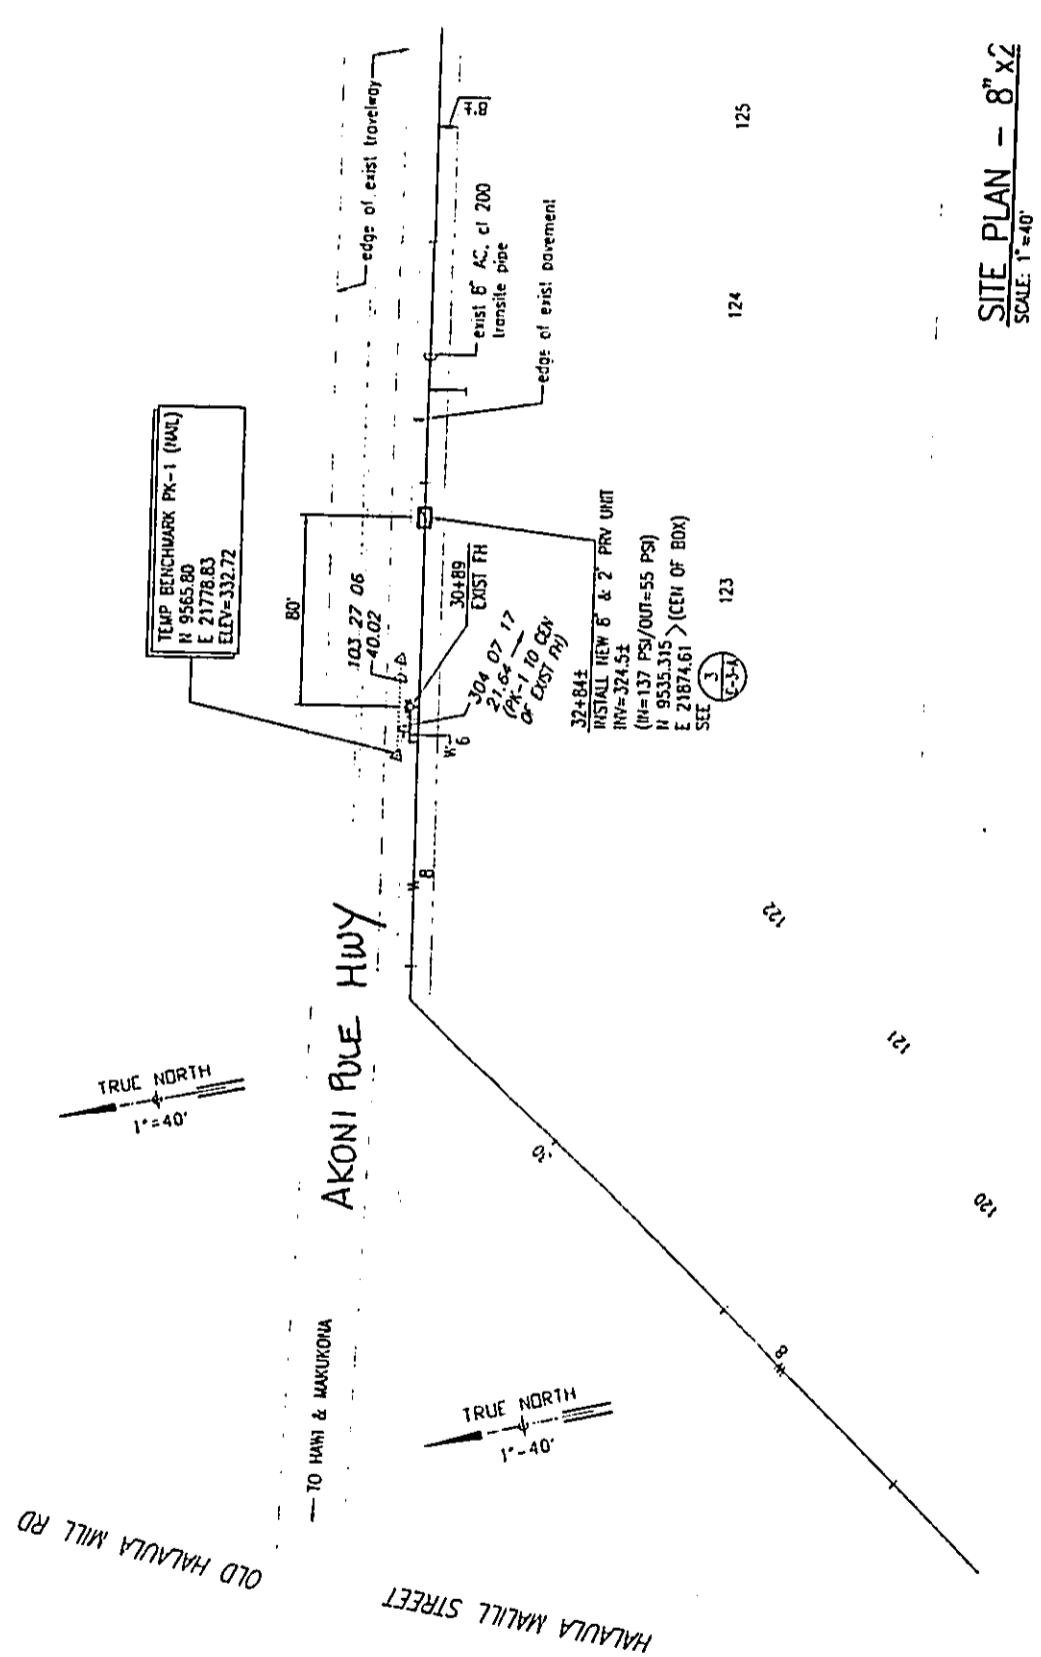 TEMP BENCHMARK PK-1 (NAIL)
N 9565.80
E 21778.83
ELEV=332.72
edge of exist travelway
80'
103 27 06
40.02
30+89
EXIST FH
304 07 17
21.64
(PK-1 TO CEN
OF EXIST FH)
exist 6" AC, cl 200
transite pipe
edge of exist pavement
32+84±
INSTALL NEW 6" & 2" PRV UNIT
INV=324.5±
(IN=137 PSI/OUT=55 PSI)
N 9535.315
E 21874.61 > (CEN OF BOX)
SEE 3
C-3-A
W-6
W 8
AKONI PULE HWY
TRUE NORTH
1"=40'
TO HAWI & MAKUKONA
TRUE NORTH
1"-40'
OLD HALAULA MILL RD
HALAULA MALILL STREET
W 8
120
121
122
123
124
125
SITE PLAN - 8" x2
SCALE: 1"=40'